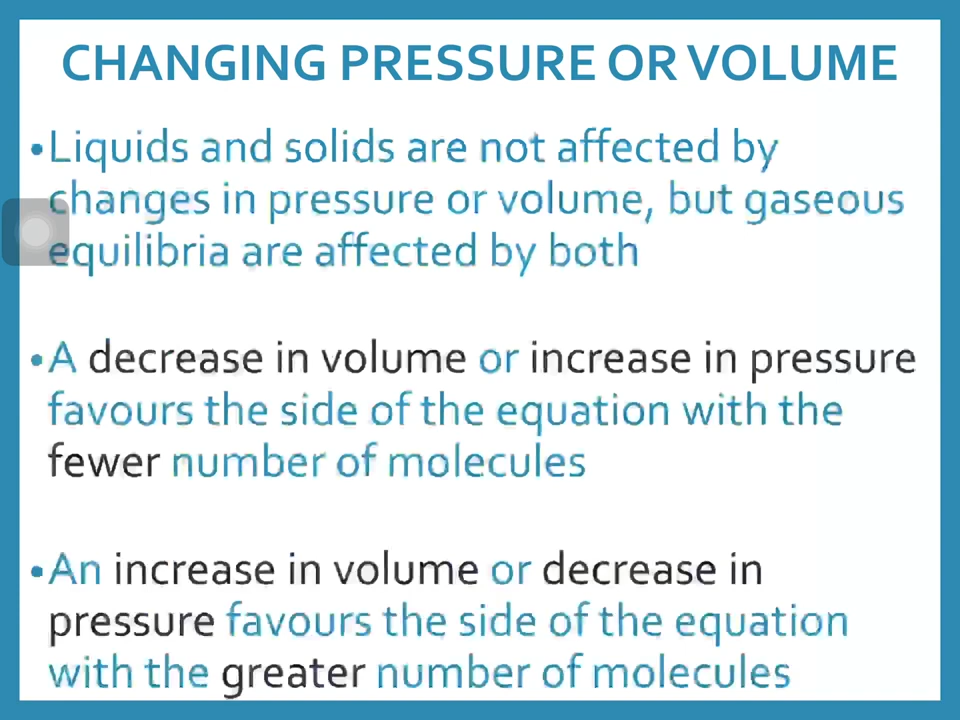 CHANGING PRESSURE OR VOLUME
•Liquids and solids are not affected by
changes in pressure or volume, but gaseous
equilibria are affected by both
•A decrease in volume or increase in pressure
favours the side of the equation with the
fewer number of molecules
•An increase in volume or decrease in
pressure favours the side of the equation
with the greater number of molecules